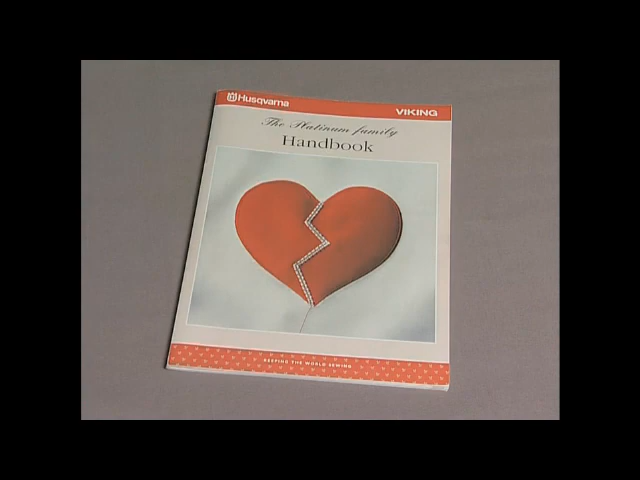 Husqvarna VIKING
The Platinum family
Handbook
KEEPING THE WORLD SEWING